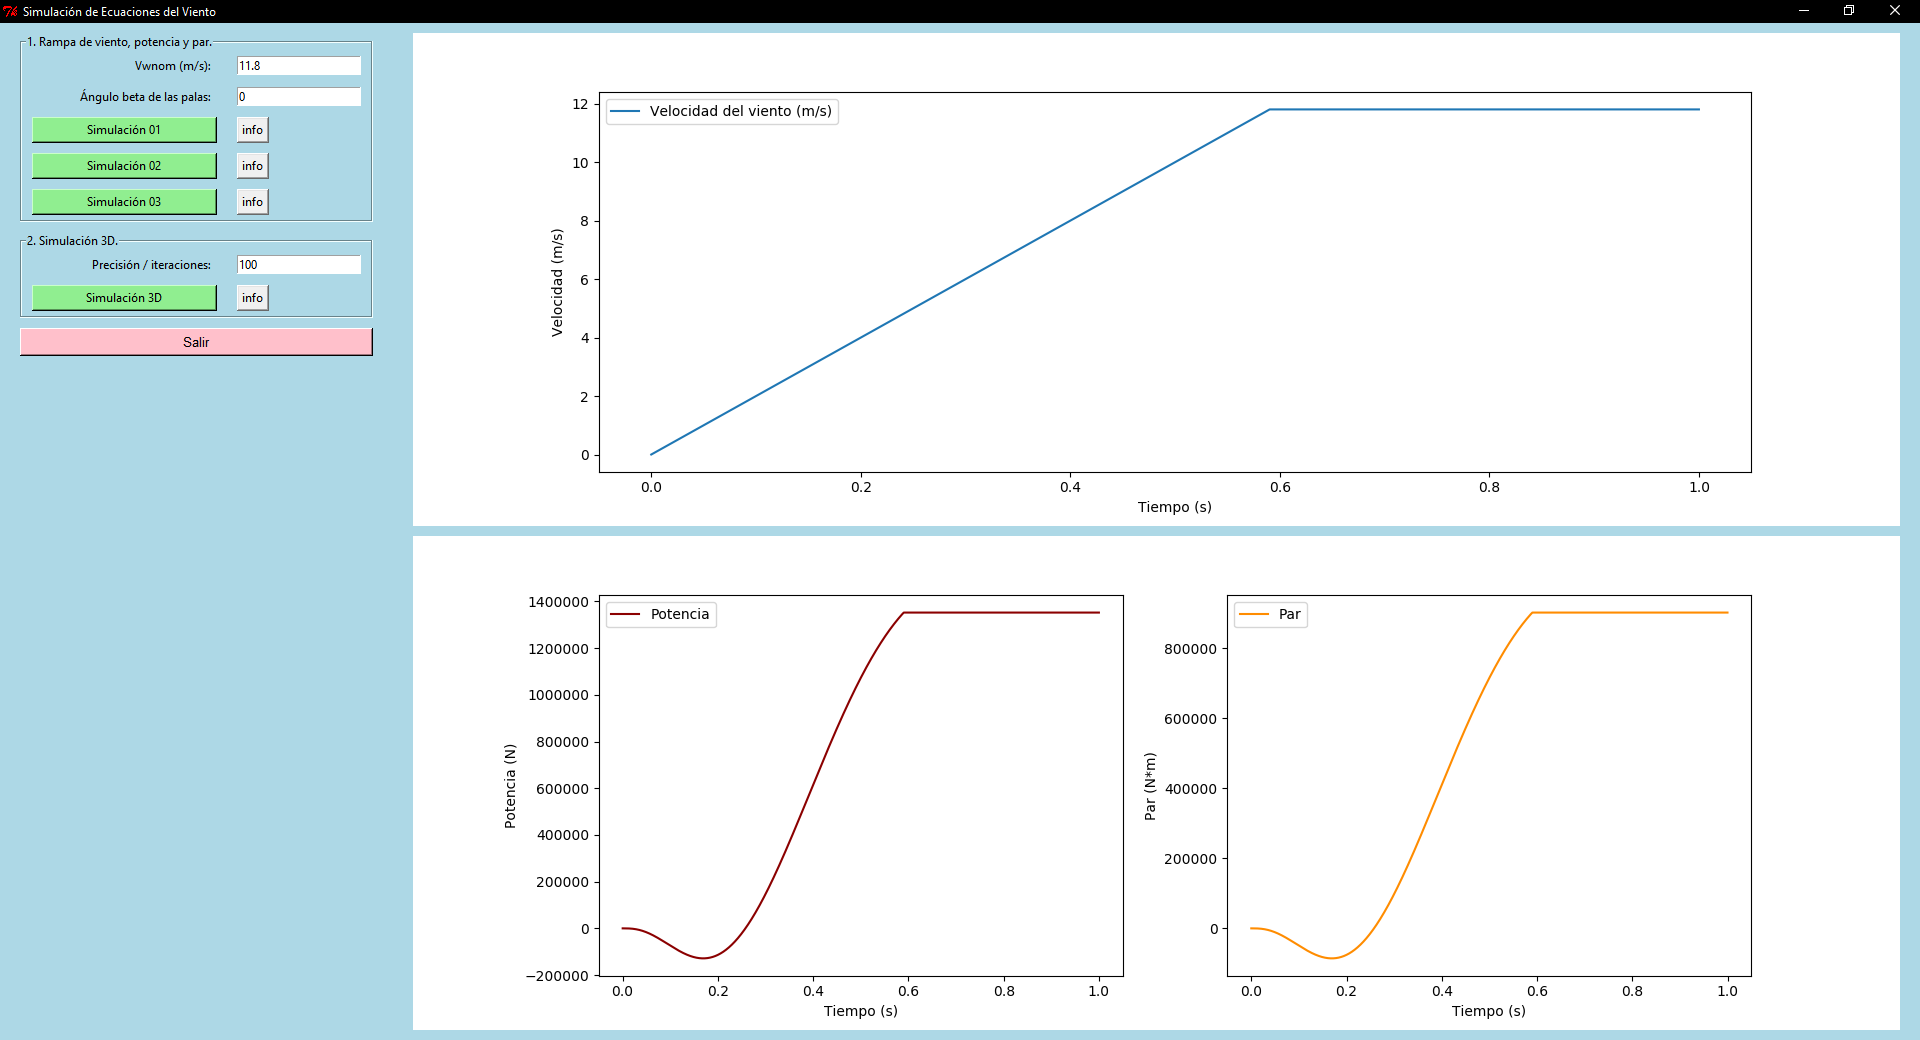 Simulación de Ecuaciones del Viento
1. Rampa de viento, potencia y par.
Vwnom (m/s): 11.8
Ángulo beta de las palas: 0
Simulación 01 info
Simulación 02 info
Simulación 03 info
2. Simulación 3D.
Precisión / iteraciones: 100
Simulación 3D info
Salir
Velocidad del viento (m/s)
12
10
8
6
4
2
0
Velocidad (m/s)
0.0 0.2 0.4 0.6 0.8 1.0
Tiempo (s)
Potencia
1400000
1200000
1000000
800000
600000
400000
200000
0
−200000
Potencia (N)
0.0 0.2 0.4 0.6 0.8 1.0
Tiempo (s)
Par
800000
600000
400000
200000
0
Par (N*m)
0.0 0.2 0.4 0.6 0.8 1.0
Tiempo (s)